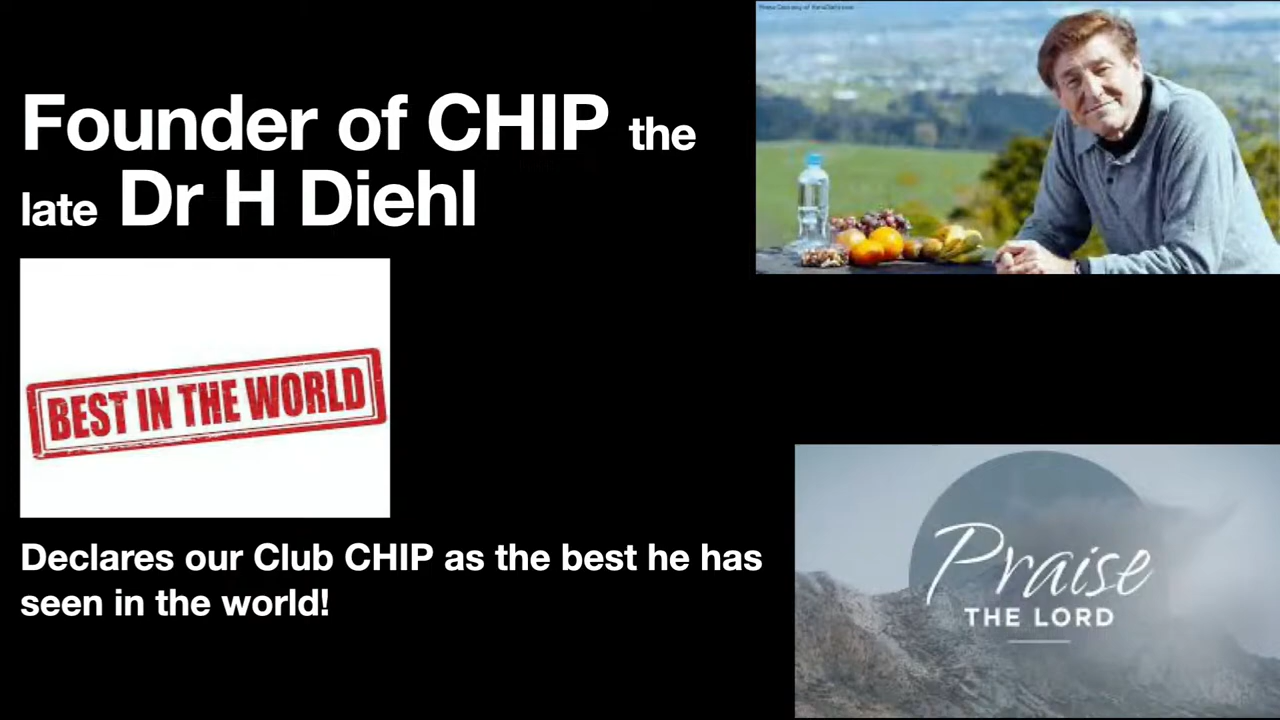 Founder of CHIP the
late Dr H Diehl
BEST IN THE WORLD
Declares our Club CHIP as the best he has
seen in the world!
Praise
THE LORD